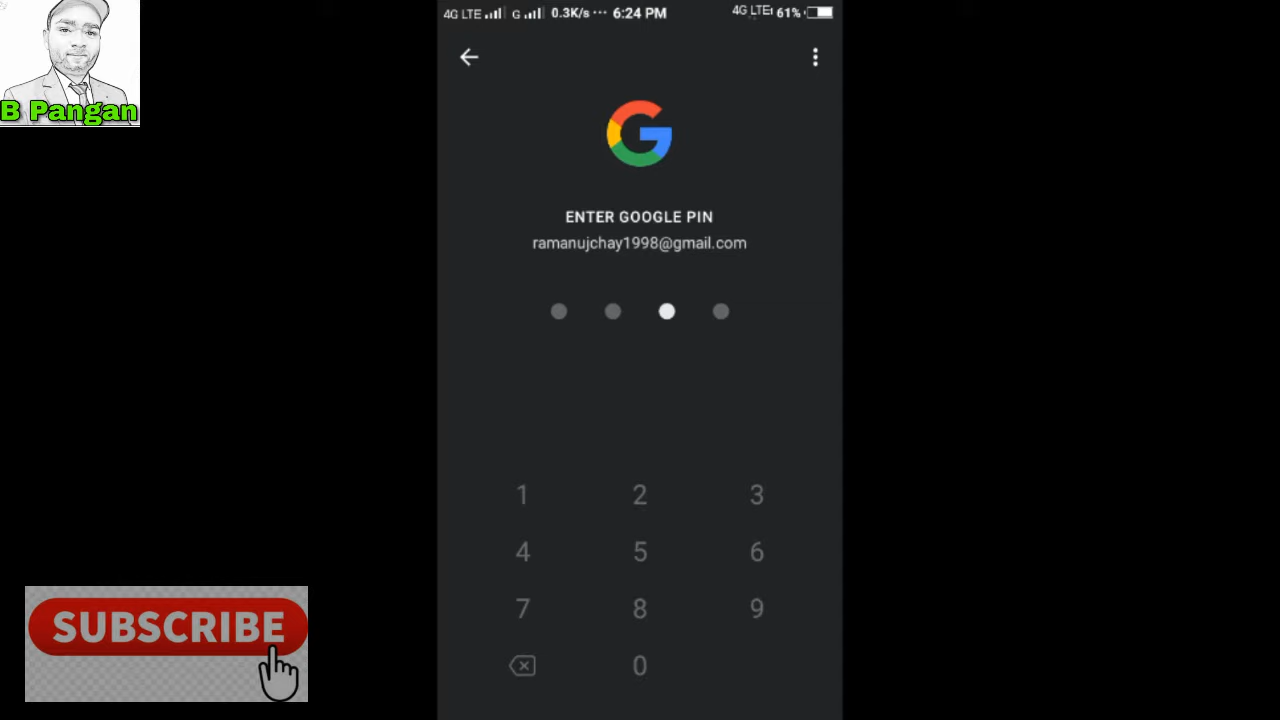 4G LTE G 0.3K/s ··· 6:24 PM 4G LTE 61%
B Pangan
ENTER GOOGLE PIN
ramanujchay1998@gmail.com
1 2 3
4 5 6
7 8 9
0
SUBSCRIBE